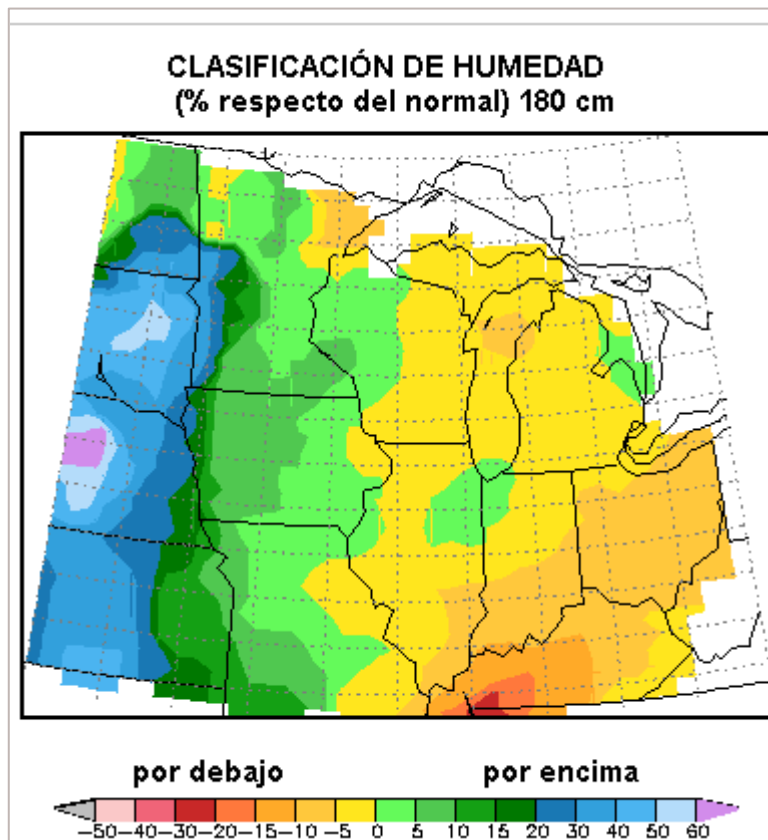 CLASIFICACIÓN DE HUMEDAD
(% respecto del normal) 180 cm
por debajo por encima
-50 -40 -30 -20 -15 -10 -5 0 5 10 15 20 30 40 50 60